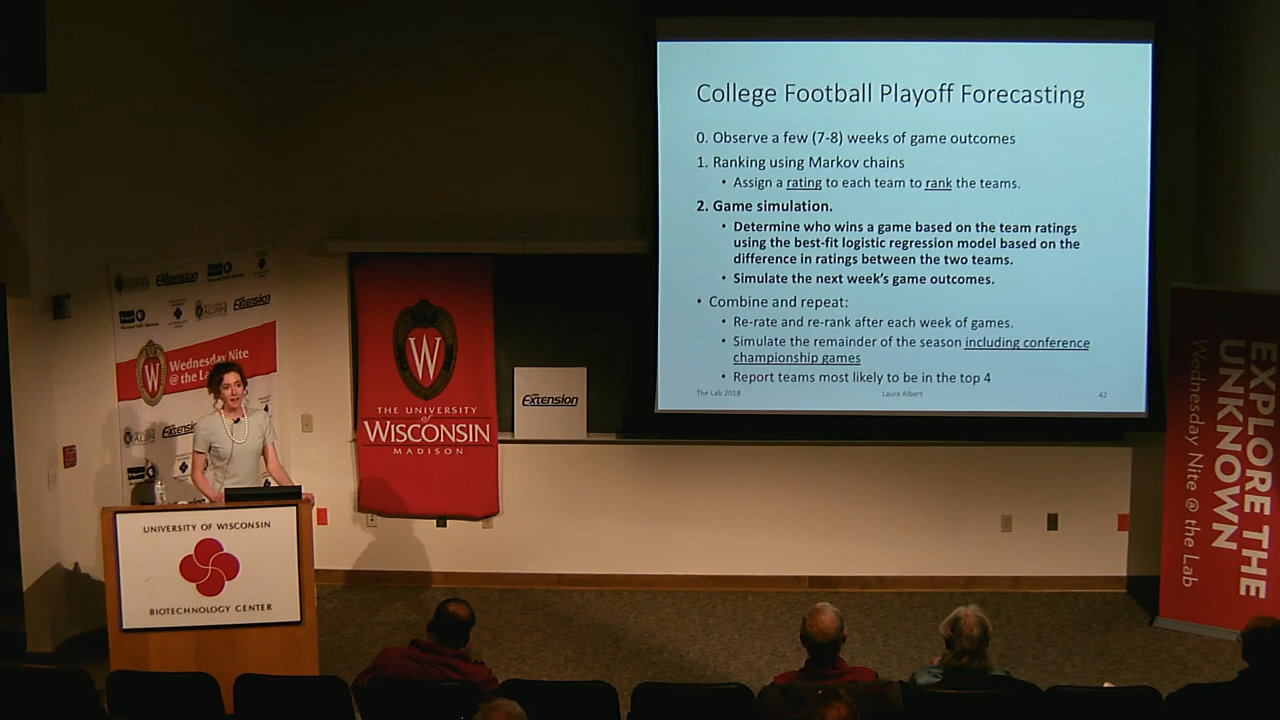 College Football Playoff Forecasting
0. Observe a few (7-8) weeks of game outcomes
1. Ranking using Markov chains
• Assign a rating to each team to rank the teams.
2. Game simulation.
• Determine who wins a game based on the team ratings
using the best-fit logistic regression model based on the
difference in ratings between the two teams.
• Simulate the next week's game outcomes.
• Combine and repeat:
• Re-rate and re-rank after each week of games.
• Simulate the remainder of the season including conference
championship games
• Report teams most likely to be in the top 4
The Lab 2018
Laura Albert
42
Extension
Extension
Wednesday Nite
@ the La
W
THE UNIVERSITY
of
WISCONSIN
MADISON
Extension
UNIVERSITY OF WISCONSIN
BIOTECHNOLOGY CENTER
EXPLORE THE
UNKNOWN
Wednesday Nite @ the Lab